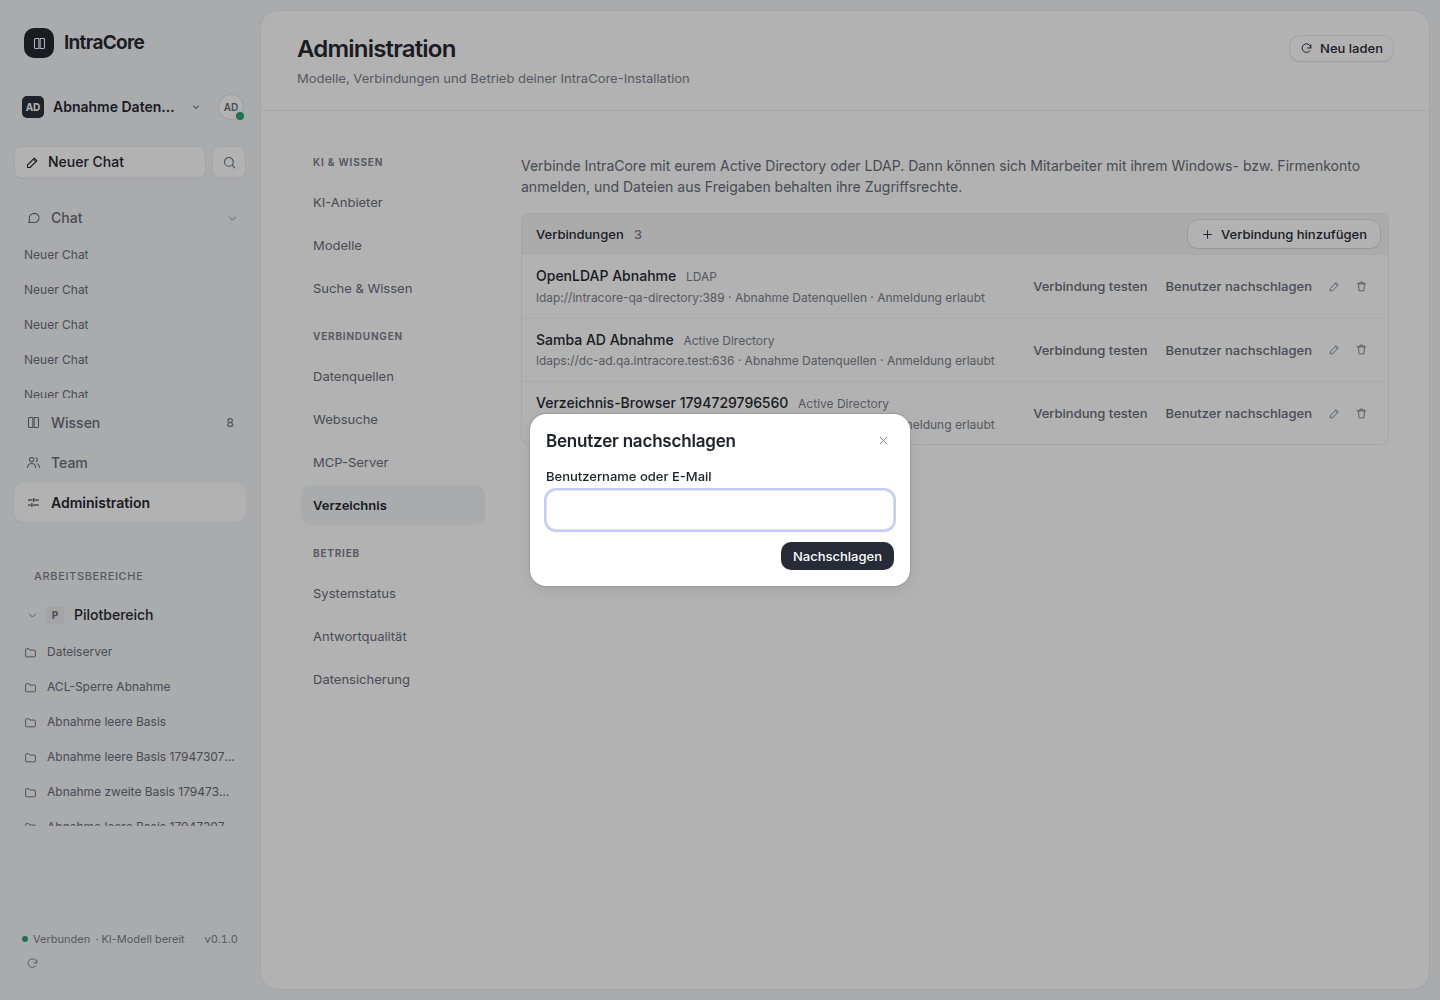 IntraCore
AD Abnahme Daten... AD
Neuer Chat
Chat
Neuer Chat
Neuer Chat
Neuer Chat
Neuer Chat
Neuer Chat
Wissen 8
Team
Administration
ARBEITSBEREICHE
P Pilotbereich
Dateiserver
ACL-Sperre Abnahme
Abnahme leere Basis
Abnahme leere Basis 17947307...
Abnahme zweite Basis 179473...
Abnahme leere Basis 17947307...
Verbunden · KI-Modell bereit v0.1.0
Administration
Modelle, Verbindungen und Betrieb deiner IntraCore-Installation
Neu laden
KI & WISSEN
KI-Anbieter
Modelle
Suche & Wissen
VERBINDUNGEN
Datenquellen
Websuche
MCP-Server
Verzeichnis
BETRIEB
Systemstatus
Antwortqualität
Datensicherung
Verbinde IntraCore mit eurem Active Directory oder LDAP. Dann können sich Mitarbeiter mit ihrem Windows- bzw. Firmenkonto
anmelden, und Dateien aus Freigaben behalten ihre Zugriffsrechte.
Verbindungen 3
Verbindung hinzufügen
OpenLDAP Abnahme LDAP
ldap://intracore-qa-directory:389 · Abnahme Datenquellen · Anmeldung erlaubt
Verbindung testen Benutzer nachschlagen
Samba AD Abnahme Active Directory
ldaps://dc-ad.qa.intracore.test:636 · Abnahme Datenquellen · Anmeldung erlaubt
Verbindung testen Benutzer nachschlagen
Verzeichnis-Browser 1794729796560 Active Directory
neldung erlaubt
Verbindung testen Benutzer nachschlagen
Benutzer nachschlagen
Benutzername oder E-Mail
Nachschlagen